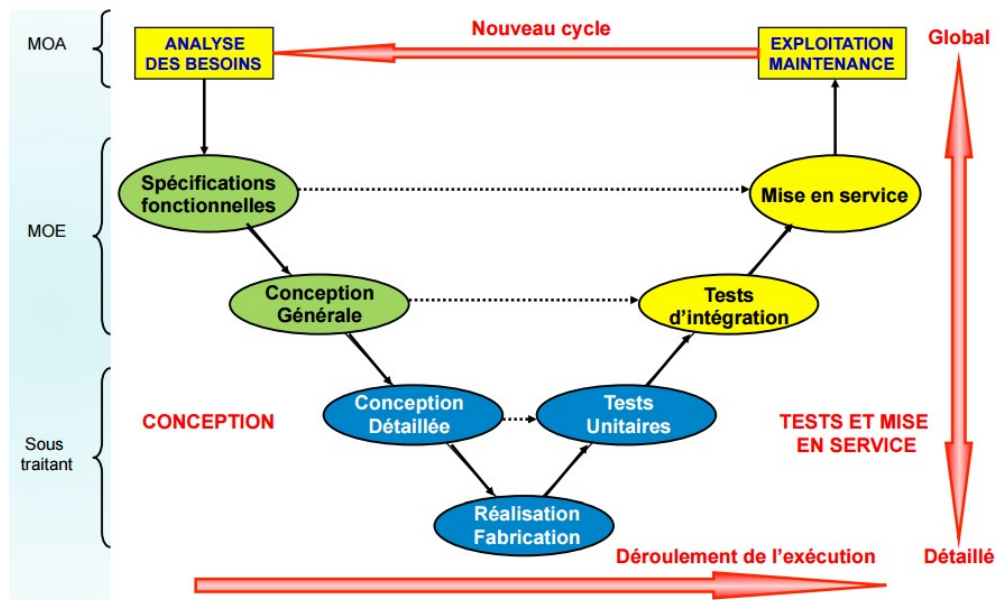 MOA
ANALYSE
DES BESOINS
Nouveau cycle
EXPLOITATION
MAINTENANCE
Global
MOE
Spécifications
fonctionnelles
Mise en service
Conception
Générale
Tests
d'intégration
Sous
traitant
CONCEPTION
Conception
Détaillée
Tests
Unitaires
TESTS ET MISE
EN SERVICE
Réalisation
Fabrication
Déroulement de l'exécution
Détaillé